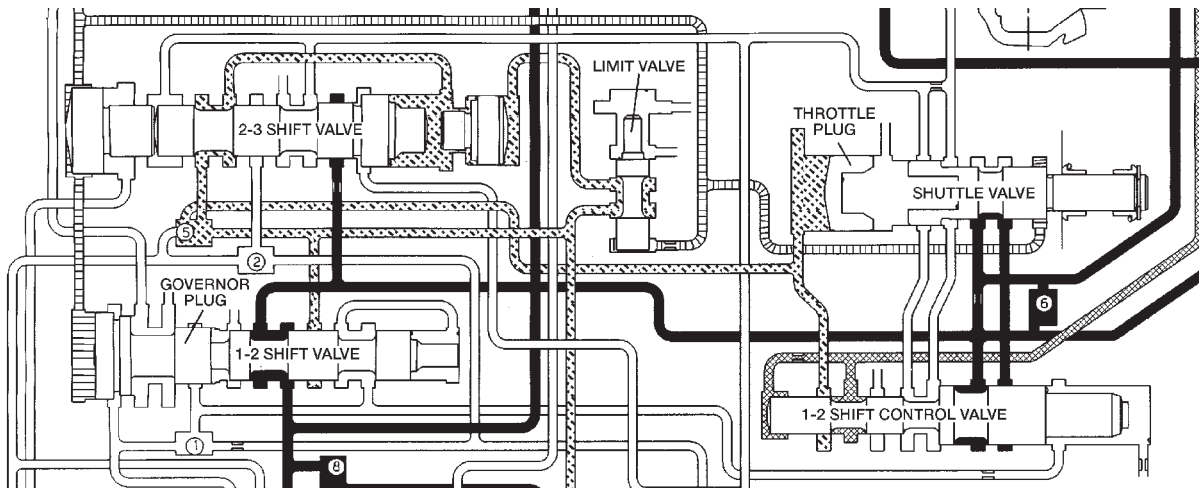 LIMIT VALVE
THROTTLE
PLUG
2-3 SHIFT VALVE
SHUTTLE VALVE
5
2
GOVERNOR
PLUG
6
1-2 SHIFT VALVE
1-2 SHIFT CONTROL VALVE
1
8